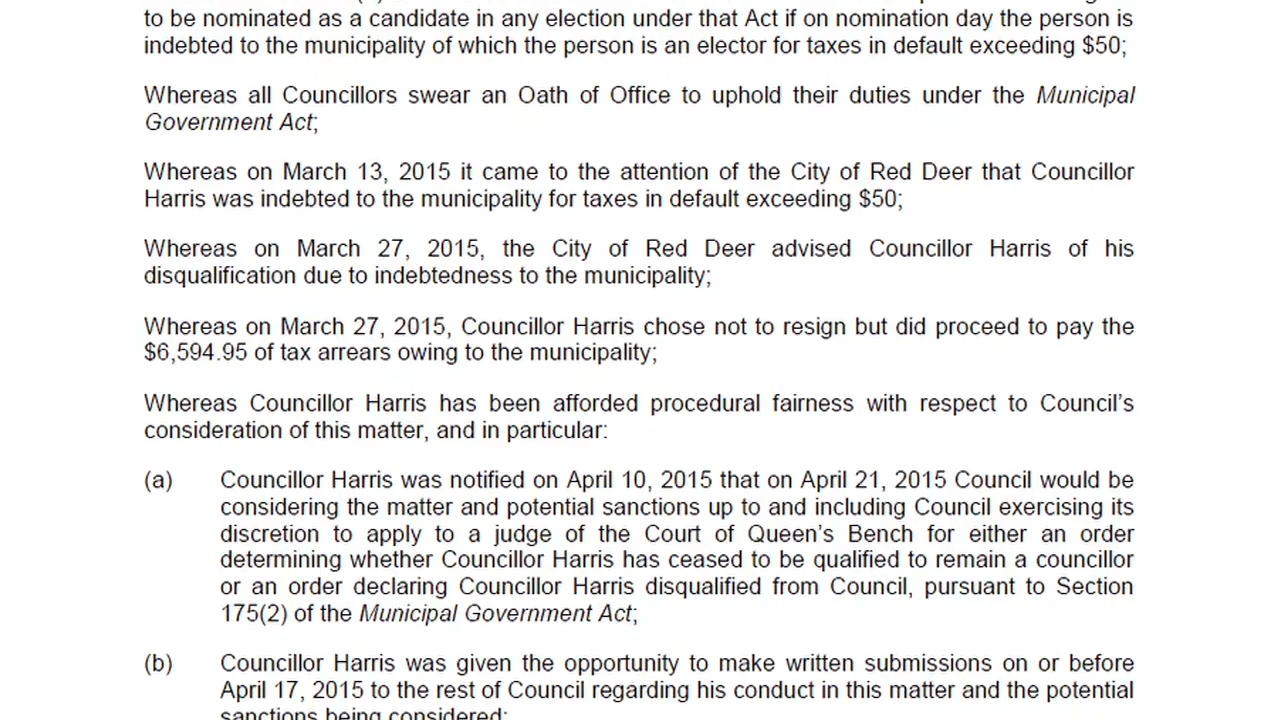 to be nominated as a candidate in any election under that Act if on nomination day the person is
indebted to the municipality of which the person is an elector for taxes in default exceeding $50;
Whereas all Councillors swear an Oath of Office to uphold their duties under the Municipal
Government Act;
Whereas on March 13, 2015 it came to the attention of the City of Red Deer that Councillor
Harris was indebted to the municipality for taxes in default exceeding $50;
Whereas on March 27, 2015, the City of Red Deer advised Councillor Harris of his
disqualification due to indebtedness to the municipality;
Whereas on March 27, 2015, Councillor Harris chose not to resign but did proceed to pay the
$6,594.95 of tax arrears owing to the municipality;
Whereas Councillor Harris has been afforded procedural fairness with respect to Council's
consideration of this matter, and in particular:
(a) Councillor Harris was notified on April 10, 2015 that on April 21, 2015 Council would be
considering the matter and potential sanctions up to and including Council exercising its
discretion to apply to a judge of the Court of Queen's Bench for either an order
determining whether Councillor Harris has ceased to be qualified to remain a councillor
or an order declaring Councillor Harris disqualified from Council, pursuant to Section
175(2) of the Municipal Government Act;
(b) Councillor Harris was given the opportunity to make written submissions on or before
April 17, 2015 to the rest of Council regarding his conduct in this matter and the potential
sanctions being considered;